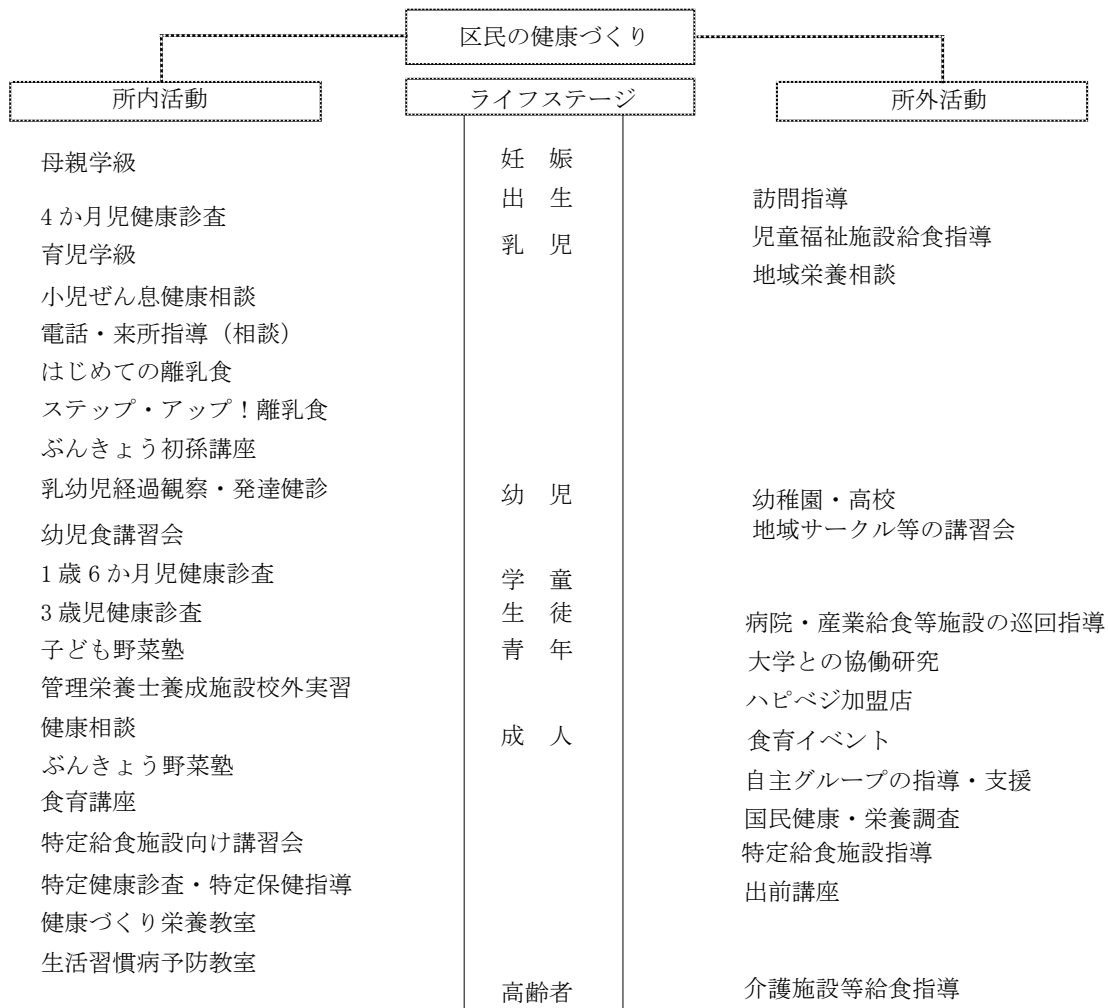 区民の健康づくり
所内活動
ライフステージ
所外活動
母親学級
4か月児健康診査
育児学級
小児ぜん息健康相談
電話・来所指導（相談）
はじめての離乳食
ステップ・アップ！離乳食
ぶんきょう初孫講座
乳幼児経過観察・発達健診
幼児食講習会
1歳6か月児健康診査
3歳児健康診査
子ども野菜塾
管理栄養士養成施設校外実習
健康相談
ぶんきょう野菜塾
食育講座
特定給食施設向け講習会
特定健康診査・特定保健指導
健康づくり栄養教室
生活習慣病予防教室
妊　娠
出　生
乳　児
幼　児
学　童
生　徒
青　年
成　人
高齢者
訪問指導
児童福祉施設給食指導
地域栄養相談
幼稚園・高校
地域サークル等の講習会
病院・産業給食等施設の巡回指導
大学との協働研究
ハピベジ加盟店
食育イベント
自主グループの指導・支援
国民健康・栄養調査
特定給食施設指導
出前講座
介護施設等給食指導